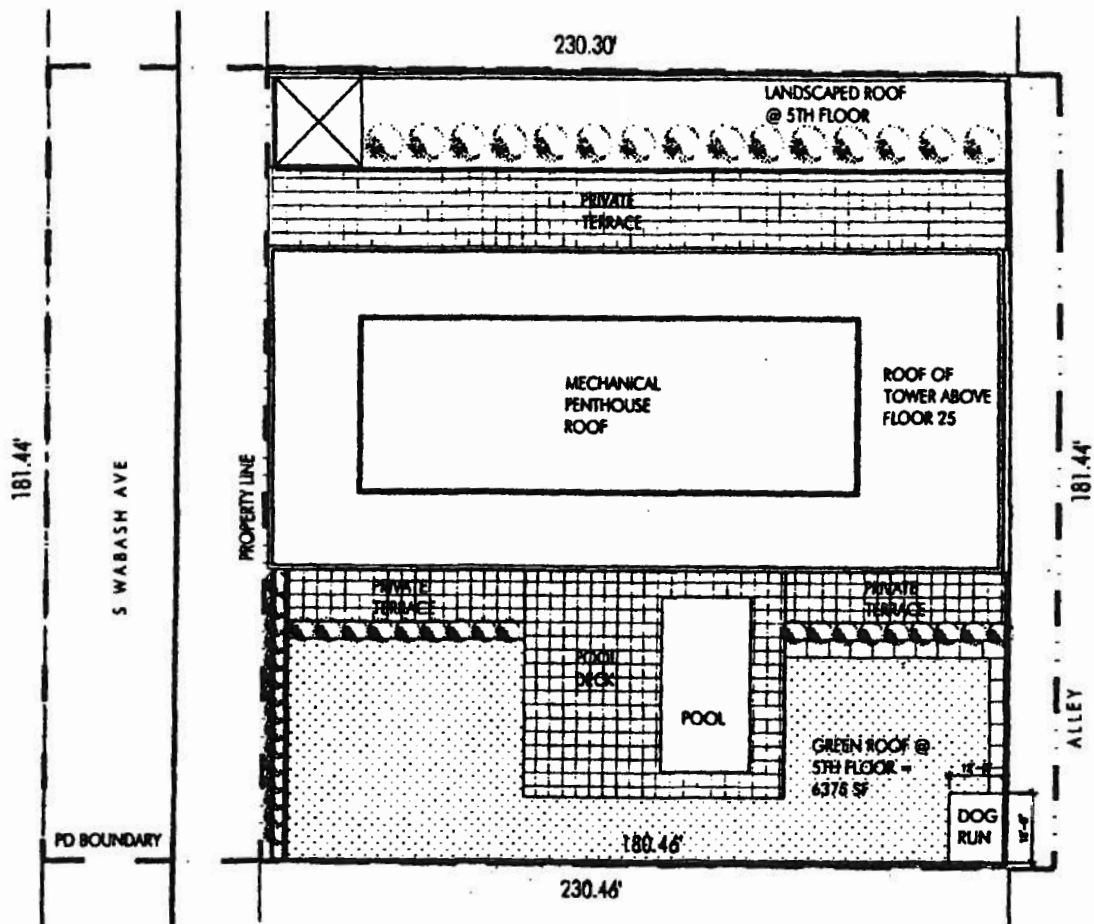 230.30'
LANDSCAPED ROOF
@ 5TH FLOOR
PRIVATE
TERRACE
MECHANICAL
PENTHOUSE
ROOF
ROOF OF
TOWER ABOVE
FLOOR 25
181.44'
S WABASH AVE
PROPERTY LINE
181.44'
PRIVATE
TERRACE
PRIVATE
TERRACE
POOL
DECK
POOL
GREEN ROOF @
5TH FLOOR =
6375 SF
ALLEY
DOG
RUN
PD BOUNDARY
180.46'
230.46'